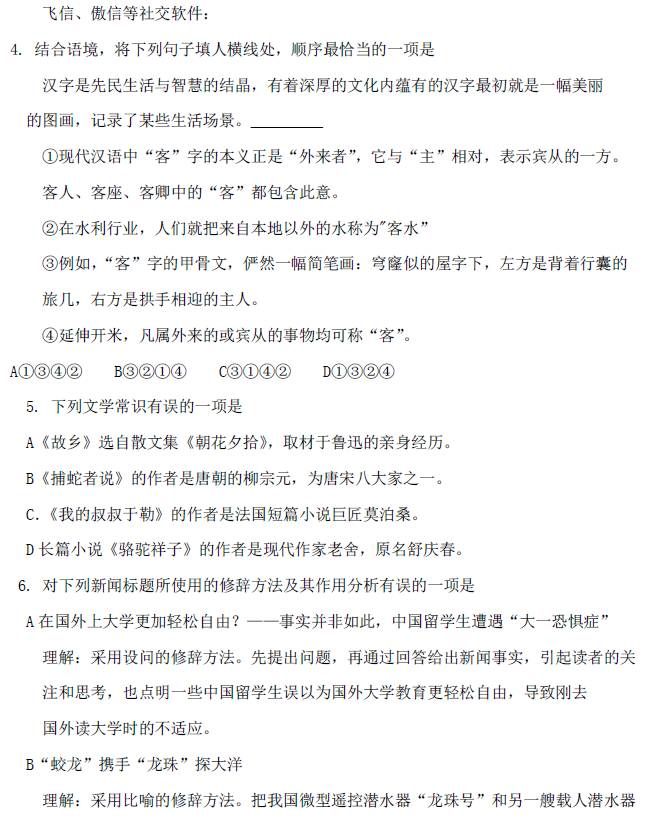 飞信、傲信等社交软件:
4. 结合语境，将下列句子填人横线处，顺序最恰当的一项是
汉字是先民生活与智慧的结晶，有着深厚的文化内蕴有的汉字最初就是一幅美丽
的图画，记录了某些生活场景。_________
①现代汉语中“客”字的本义正是“外来者”，它与“主”相对，表示宾从的一方。
客人、客座、客卿中的“客”都包含此意。
②在水利行业，人们就把来自本地以外的水称为"客水”
③例如，“客”字的甲骨文，俨然一幅简笔画: 穹窿似的屋字下，左方是背着行囊的
旅几，右方是拱手相迎的主人。
④延伸开米，凡属外来的或宾从的事物均可称“客”。
A①③④② B③②①④ C③①④② D①③②④
5. 下列文学常识有误的一项是
A《故乡》选自散文集《朝花夕拾》，取材于鲁迅的亲身经历。
B《捕蛇者说》的作者是唐朝的柳宗元，为唐宋八大家之一。
C.《我的叔叔于勒》的作者是法国短篇小说巨匠莫泊桑。
D 长篇小说《骆驼祥子》的作者是现代作家老舍，原名舒庆春。
6. 对下列新闻标题所使用的修辞方法及其作用分析有误的一项是
A 在国外上大学更加轻松自由？——事实并非如此，中国留学生遭遇“大一恐惧症”
理解: 采用设问的修辞方法。先提出问题，再通过回答给出新闻事实，引起读者的关
注和思考，也点明一些中国留学生误以为国外大学教育更轻松自由，导致刚去
国外读大学时的不适应。
B“蛟龙”携手“龙珠”探大洋
理解: 采用比喻的修辞方法。把我国微型遥控潜水器“龙珠号”和另一艘载人潜水器